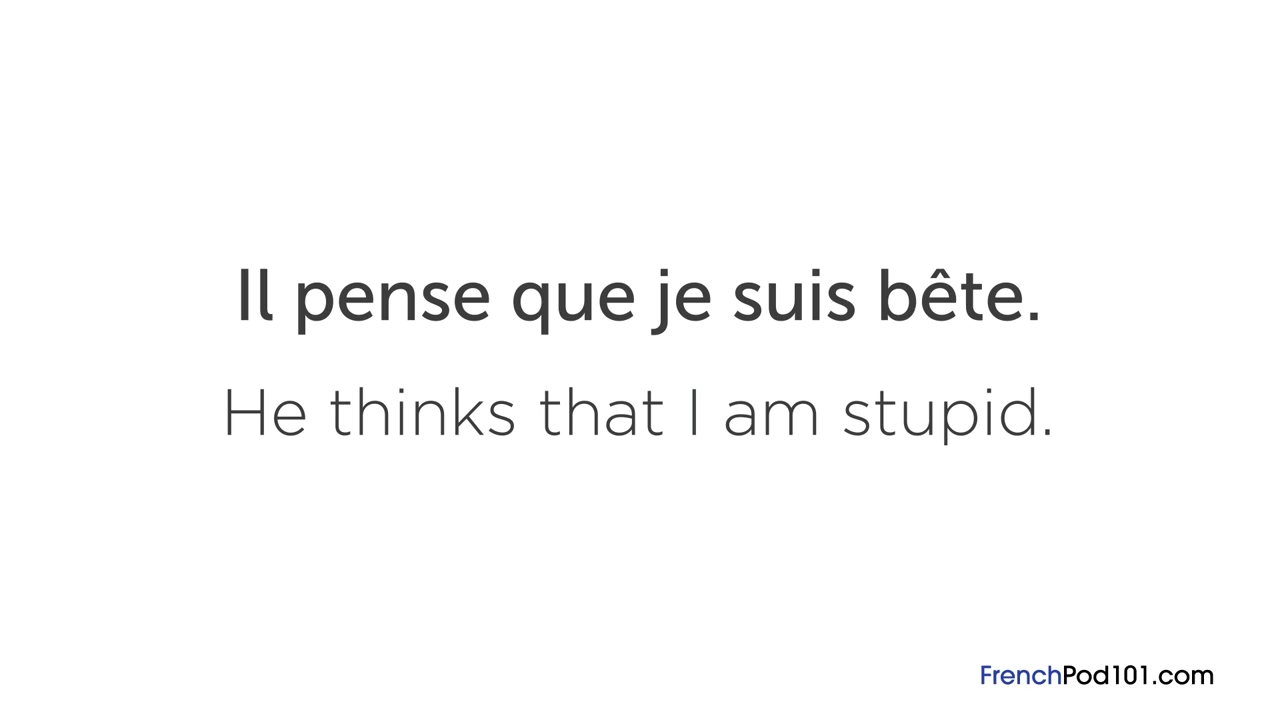 Il pense que je suis bête.
He thinks that I am stupid.
FrenchPod101.com